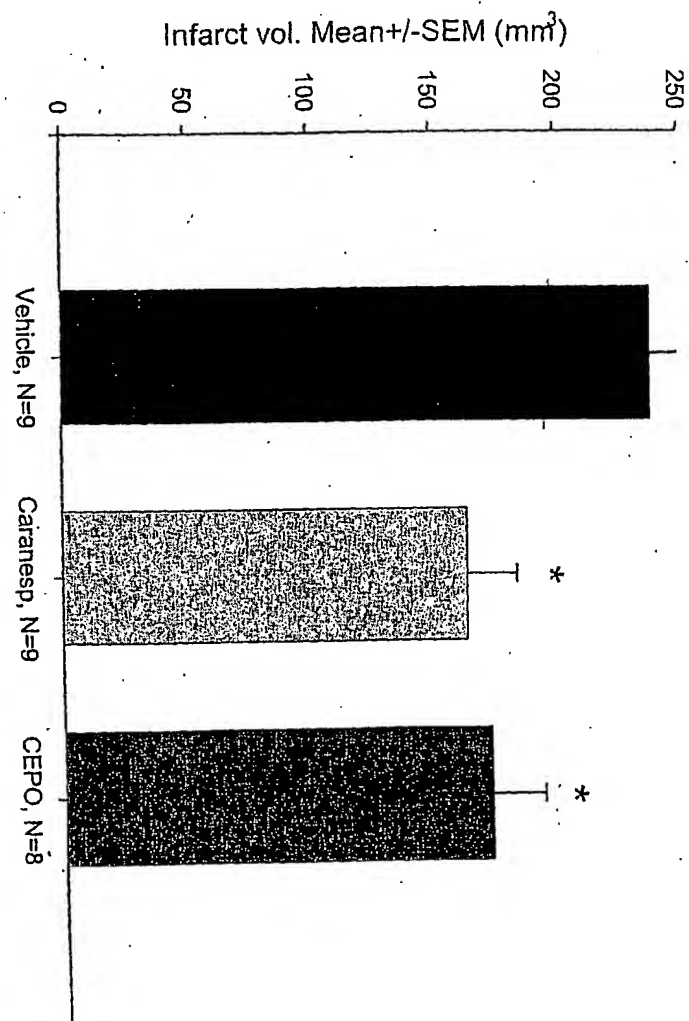 Infarct vol. Mean+/-SEM (mm3)
250
200
150
100
50
0
*
*
Vehicle, N=9
Caranesp, N=9
CEPO, N=8